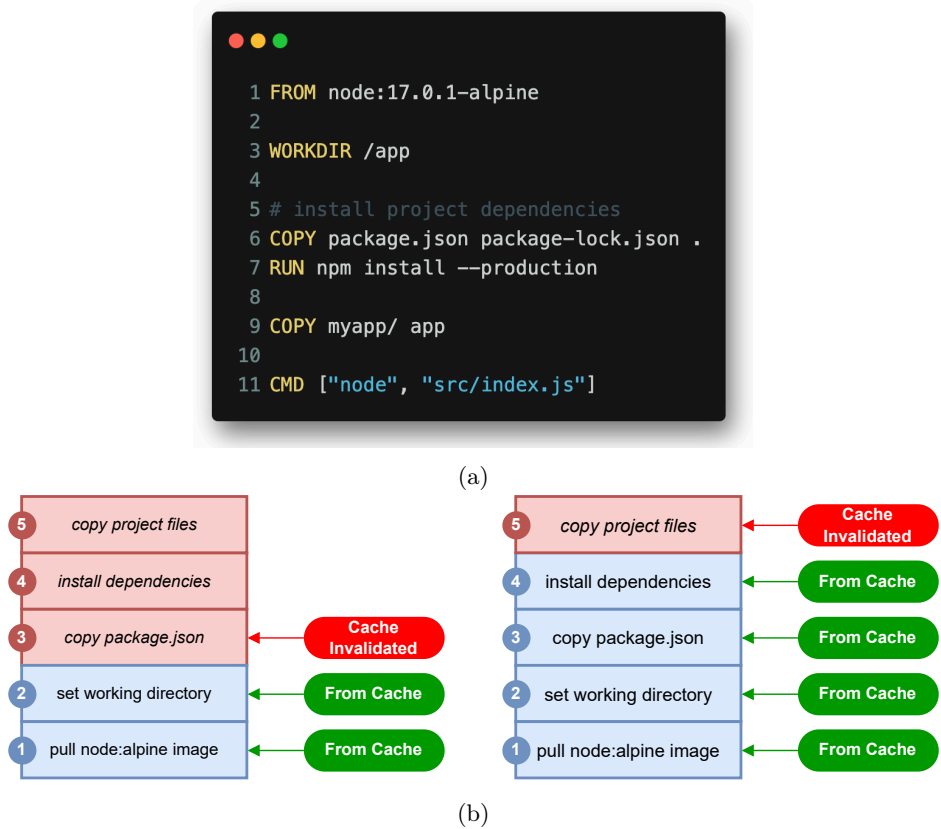 1 FROM node:17.0.1-alpine
2
3 WORKDIR /app
4
5 # install project dependencies
6 COPY package.json package-lock.json .
7 RUN npm install --production
8
9 COPY myapp/ app
10
11 CMD ["node", "src/index.js"]
(a)
5 copy project files
4 install dependencies
3 copy package.json
Cache
Invalidated
2 set working directory
From Cache
1 pull node:alpine image
From Cache
5 copy project files
Cache
Invalidated
4 install dependencies
From Cache
3 copy package.json
From Cache
2 set working directory
From Cache
1 pull node:alpine image
From Cache
(b)